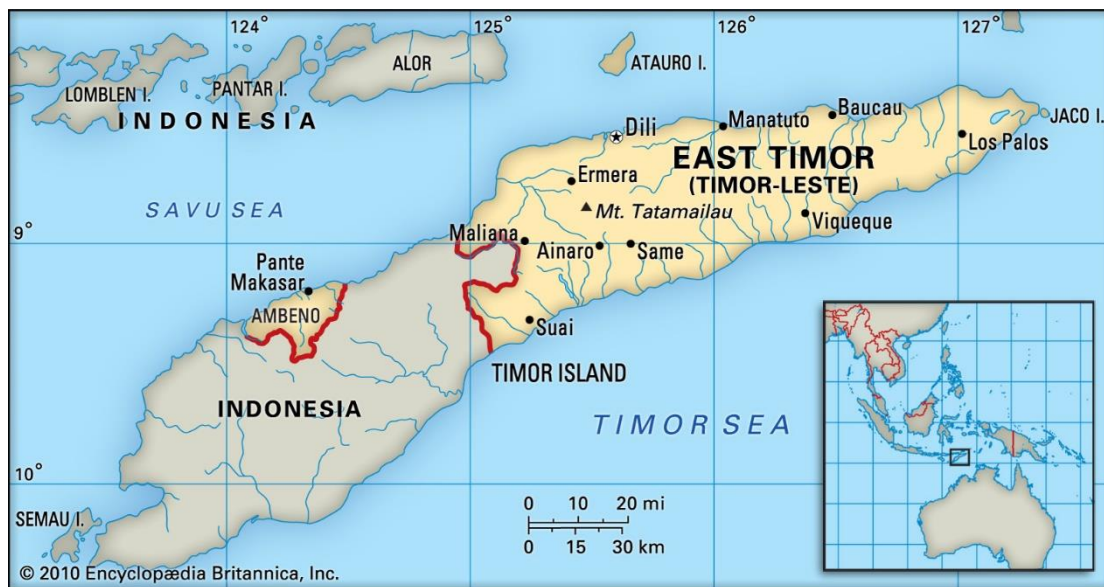 124°
125°
126°
127°
LOMBLEN I.
PANTAR I.
ALOR
ATAURO I.
INDONESIA
JACO I.
Dili
Manatuto
Baucau
Los Palos
EAST TIMOR
(TIMOR-LESTE)
Ermera
Mt. Tatamailau
Viqueque
SAVU SEA
9°
Maliana
Ainaro
Same
Pante
Makasar
AMBENO
Suai
TIMOR ISLAND
INDONESIA
TIMOR SEA
10°
SEMAU I.
0 10 20 mi
0 15 30 km
© 2010 Encyclopædia Britannica, Inc.